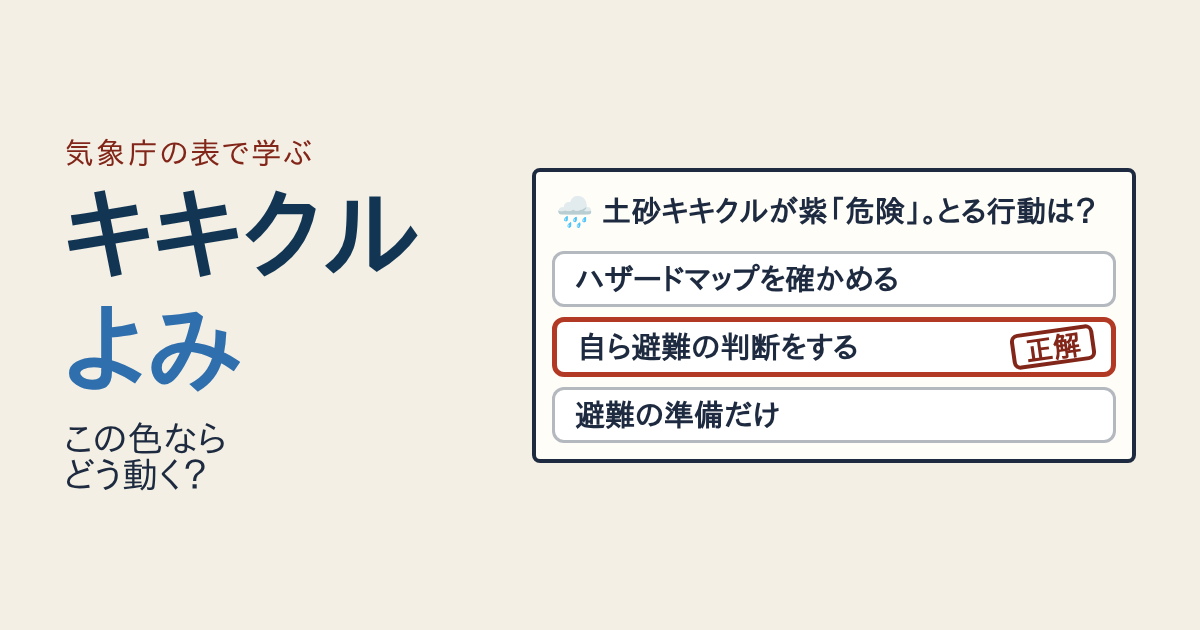 気象庁の表で学ぶ
キキクル
よみ
この色なら
どう動く?
土砂キキクルが紫「危険」。とる行動は?
ハザードマップを確かめる
自ら避難の判断をする
正解
避難の準備だけ